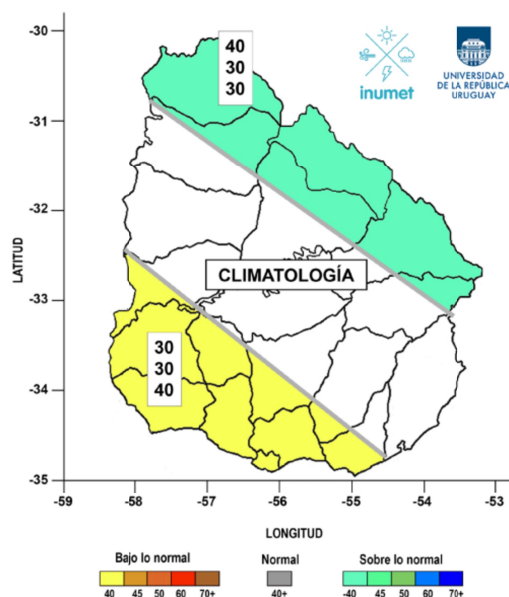 -30
-31
-32
-33
-34
-35
LATITUD
40
30
30
inumet
UNIVERSIDAD
DE LA REPÚBLICA
URUGUAY
CLIMATOLOGÍA
30
30
40
-59 -58 -57 -56 -55 -54 -53
LONGITUD
Bajo lo normal
40 45 50 60 70+
Normal
40+
Sobre lo normal
-40 45 50 60 70+